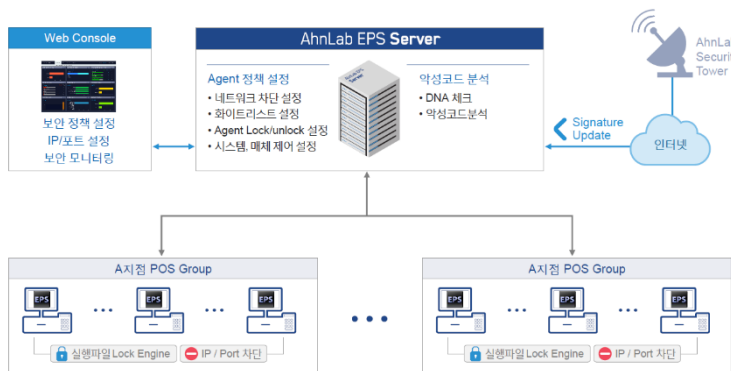 Web Console
보안 정책 설정
IP/포트 설정
보안 모니터링
AhnLab EPS Server
Agent 정책 설정
• 네트워크 차단 설정
• 화이트리스트 설정
• Agent Lock/unlock 설정
• 시스템, 매체 제어 설정
악성코드 분석
• DNA 체크
• 악성코드분석
Signature
Update
AhnLab
Security
Tower
인터넷
A지점 POS Group
EPS
EPS
EPS
실행파일 Lock Engine
IP / Port 차단
A지점 POS Group
EPS
EPS
EPS
실행파일 Lock Engine
IP / Port 차단